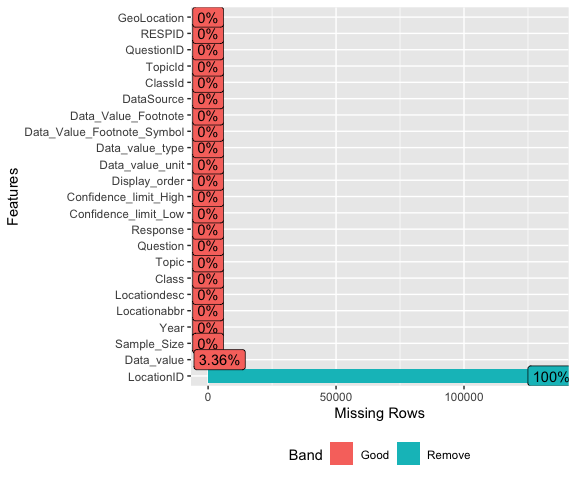 GeoLocation 0%
RESPID 0%
QuestionID 0%
TopicId 0%
ClassId 0%
DataSource 0%
Data_Value_Footnote 0%
Data_Value_Footnote_Symbol 0%
Data_value_type 0%
Data_value_unit 0%
Display_order 0%
Confidence_limit_High 0%
Confidence_limit_Low 0%
Response 0%
Question 0%
Topic 0%
Class 0%
Locationdesc 0%
Locationabbr 0%
Year 0%
Sample_Size 0%
Data_value 3.36%
LocationID 100%
Features
0 50000 100000
Missing Rows
Band Good Remove